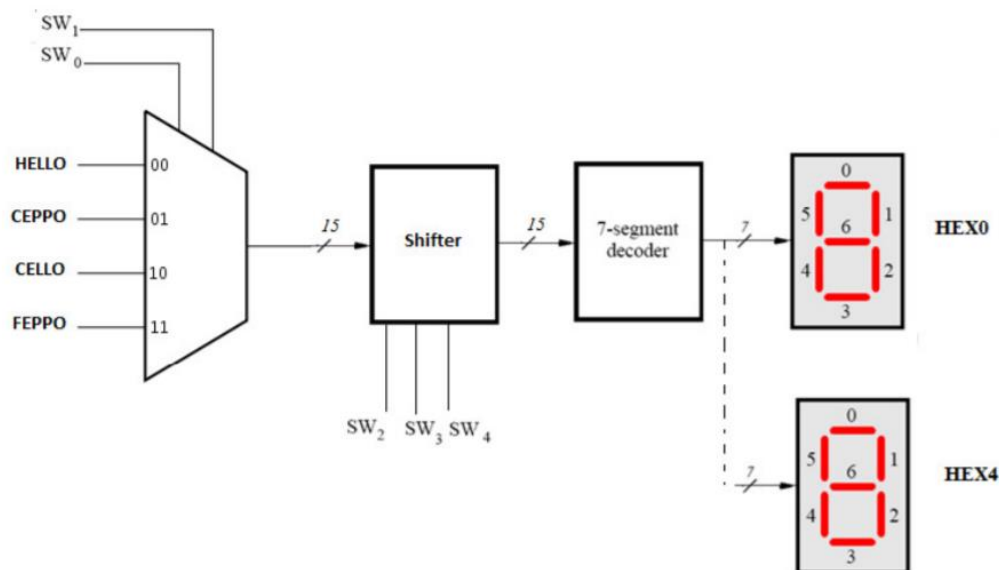 SW1
SW0
HELLO
00
CEPPO
01
CELLO
10
FEPPO
11
15
Shifter
SW2 SW3 SW4
15
7-segment
decoder
7
0
5 1
6
4 2
3
HEX0
7
0
5 1
6
4 2
3
HEX4